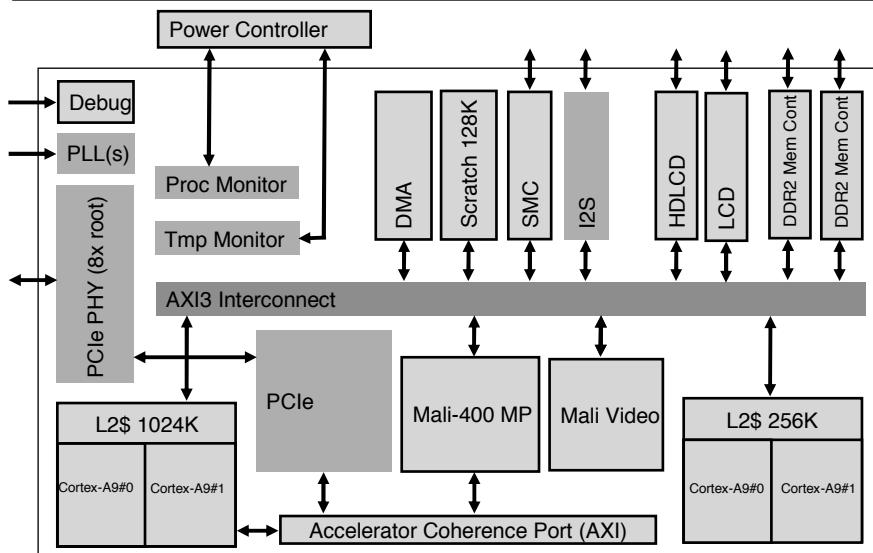 Power Controller
Debug
PLL(s)
PCIe PHY (8x root)
Proc Monitor
Tmp Monitor
DMA
Scratch 128K
SMC
I2S
HDLCD
LCD
DDR2 Mem Cont
DDR2 Mem Cont
AXI3 Interconnect
PCIe
Mali-400 MP
Mali Video
L2$ 1024K
Cortex-A9#0
Cortex-A9#1
L2$ 256K
Cortex-A9#0
Cortex-A9#1
Accelerator Coherence Port (AXI)